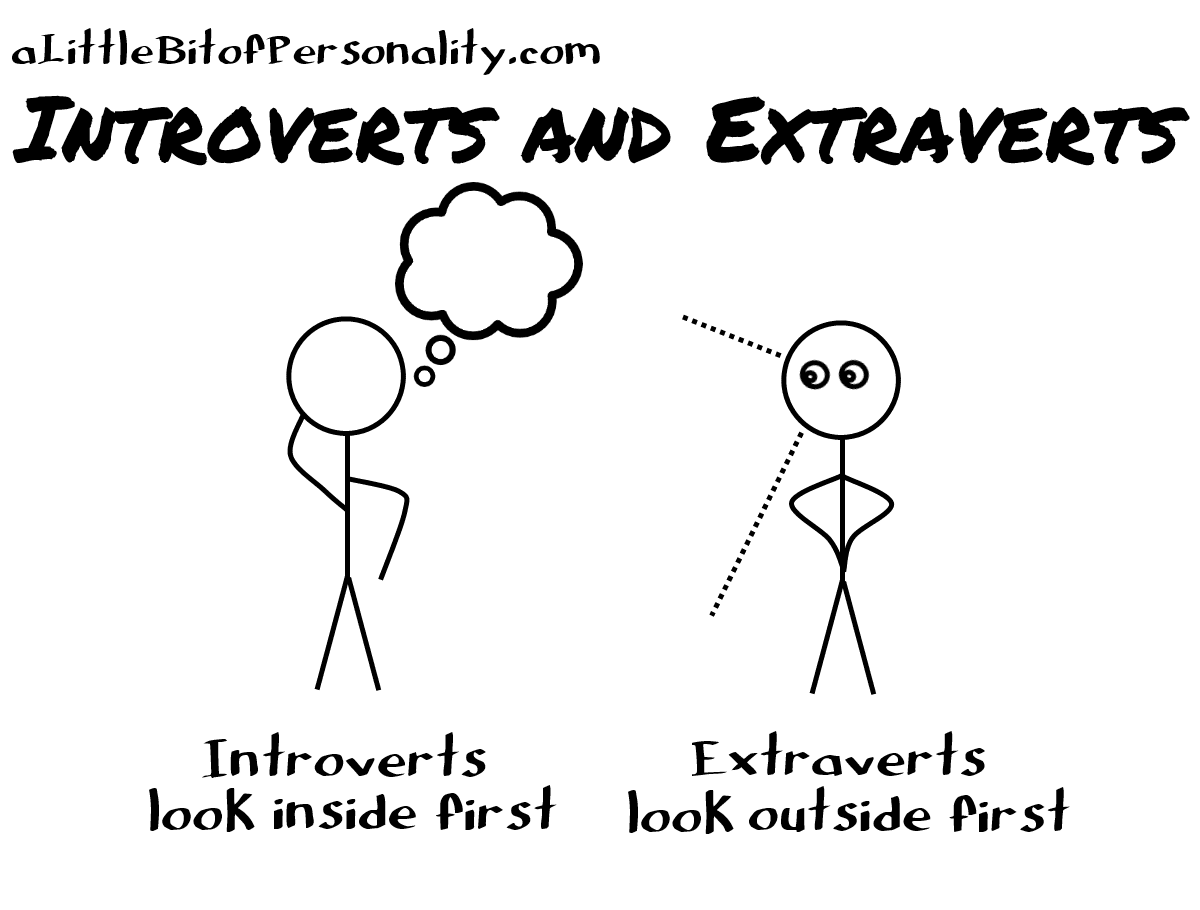 aLittleBitofPersonality.com
Introverts and Extraverts
Introverts
look inside first
Extraverts
look outside first